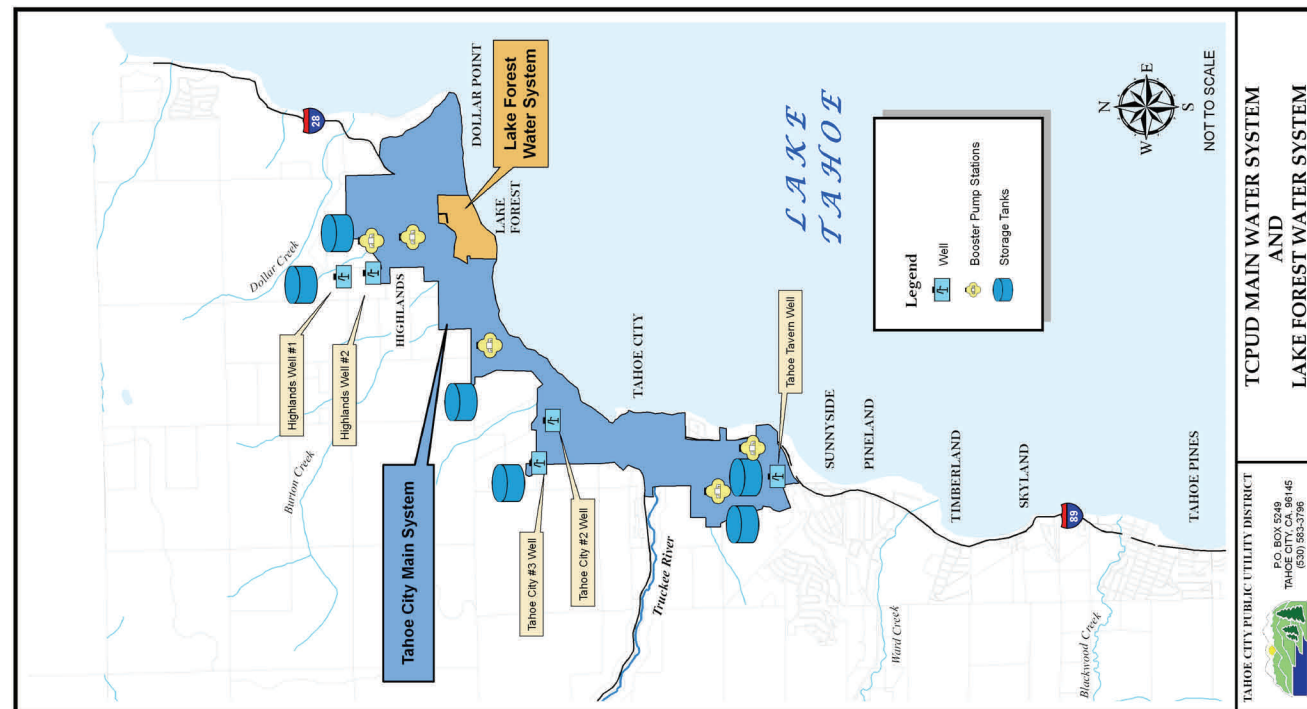 28
DOLLAR POINT
Lake Forest
Water System
LAKE
FOREST
Dollar Creek
HIGHLANDS
Highlands Well #1
Highlands Well #2
Burton Creek
Tahoe City Main System
TAHOE CITY
Tahoe City #3 Well
Tahoe City #2 Well
Tahoe Tavern Well
Truckee River
SUNNYSIDE
PINELAND
Ward Creek
TIMBERLAND
SKYLAND
89
Blackwood Creek
TAHOE PINES
LAKE
TAHOE
Legend
Well
Booster Pump Stations
Storage Tanks
N
W
E
S
NOT TO SCALE
TAHOE CITY PUBLIC UTILITY DISTRICT
P.O. BOX 5249
TAHOE CITY, CA. 96145
(530) 583-3796
TCPUD MAIN WATER SYSTEM
AND
LAKE FOREST WATER SYSTEM